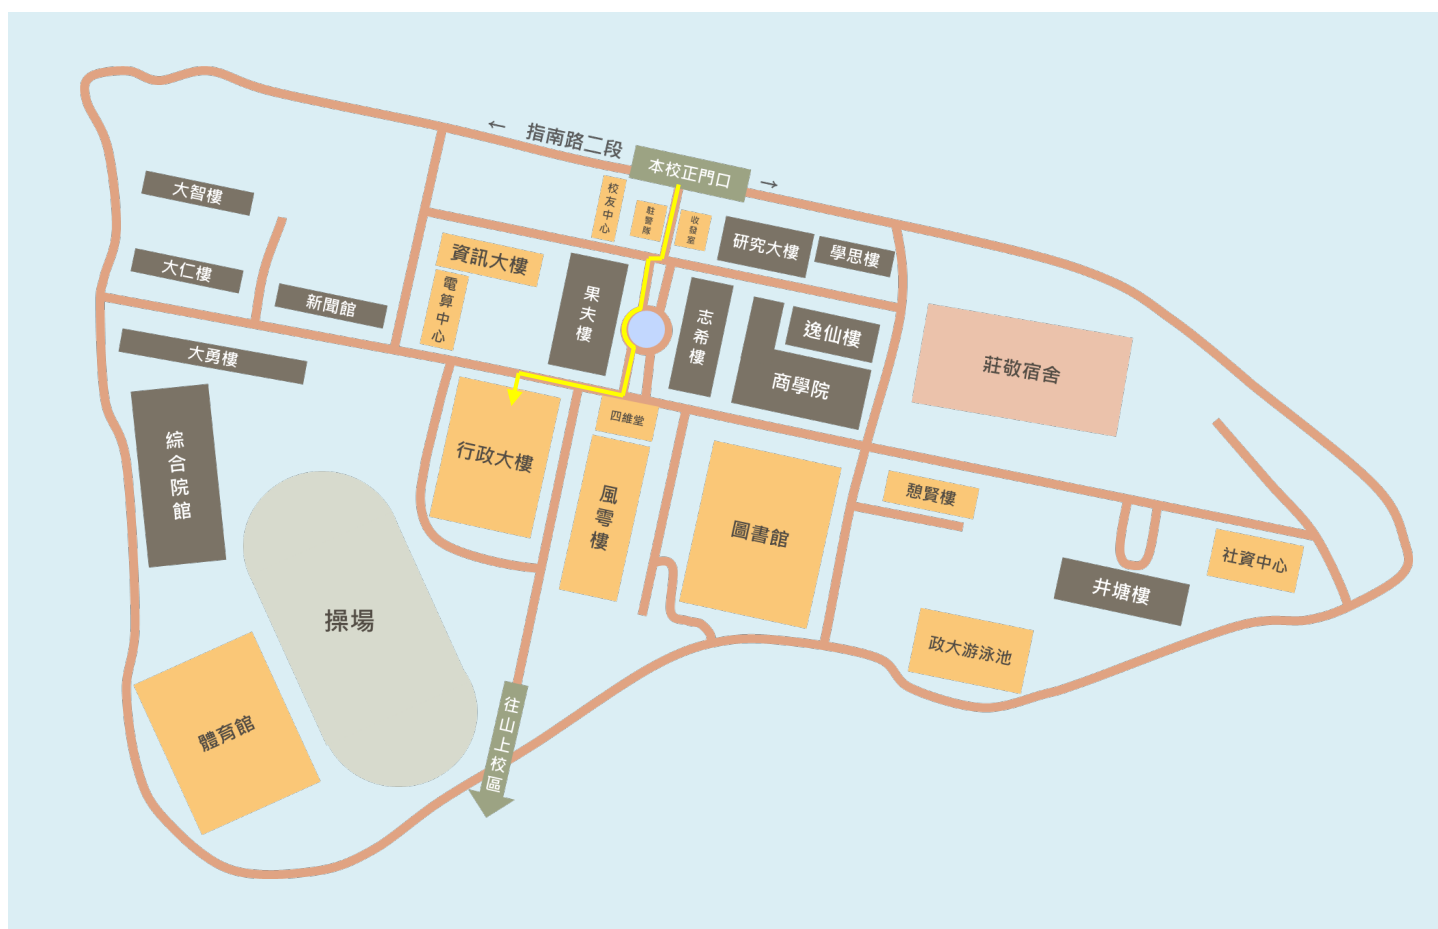 ← 指南路二段
本校正門口 →
校友中心
駐警隊
收發室
大智樓
研究大樓
學思樓
資訊大樓
大仁樓
果夫樓
新聞館
電算中心
志希樓
逸仙樓
大勇樓
商學院
莊敬宿舍
四維堂
行政大樓
綜合院館
風雩樓
圖書館
憩賢樓
社資中心
井塘樓
操場
政大游泳池
體育館
往山上校區